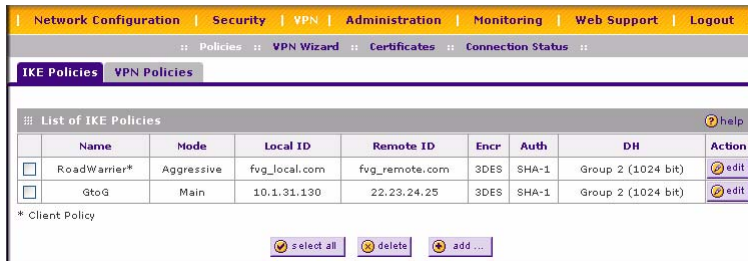 | Network Configuration | Security | VPN | Administration | Monitoring | Web Support | Logout
:: Policies :: VPN Wizard :: Certificates :: Connection Status ::
IKE Policies VPN Policies
List of IKE Policies help
Name Mode Local ID Remote ID Encr Auth DH Action
RoadWarrier* Aggressive fvg_local.com fvg_remote.com 3DES SHA-1 Group 2 (1024 bit) edit
GtoG Main 10.1.31.130 22.23.24.25 3DES SHA-1 Group 2 (1024 bit) edit
* Client Policy
select all delete add ...